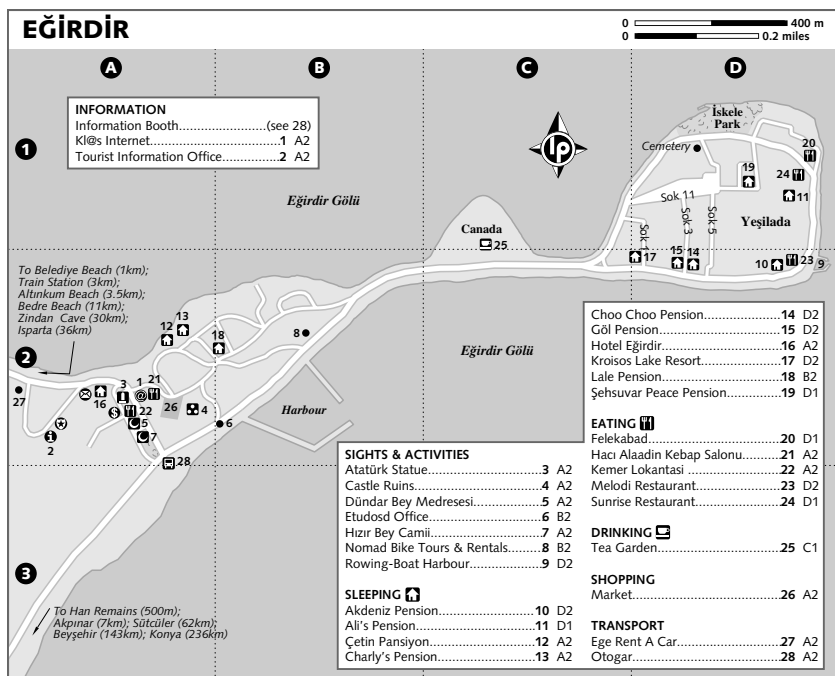 EĞIRDIR
0 400 m
0 0.2 miles
A
B
C
D
1
2
3
INFORMATION
Information Booth.......................(see 28)
Kl@s Internet..............................1 A2
Tourist Information Office............2 A2
lp
Eğirdir Gölü
İskele
Park
Cemetery
20
19
24
11
Sok 11
Sok 1
Sok 3
Sok 5
Yeşilada
Canada
25
17
15
14
10
23
9
To Belediye Beach (1km);
Train Station (3km);
Altınkum Beach (3.5km);
Bedre Beach (11km);
Zindan Cave (30km);
Isparta (36km)
13
12
18
8
Eğirdir Gölü
27
16
3
1
@
21
$
22
5
7
26
4
Harbour
6
i
2
28
To Han Remains (500m);
Akpınar (7km); Sütcüler (62km);
Beyşehir (143km); Konya (236km)
SIGHTS & ACTIVITIES
Atatürk Statue..............................3 A2
Castle Ruins.................................4 A2
Dündar Bey Medresesi.................5 A2
Etudosd Office.............................6 B2
Hızır Bey Camii............................7 A2
Nomad Bike Tours & Rentals.......8 B2
Rowing-Boat Harbour..................9 D2
SLEEPING
Akdeniz Pension........................10 D2
Ali's Pension..............................11 D1
Çetin Pansiyon..........................12 A2
Charly's Pension........................13 A2
Choo Choo Pension...................14 D2
Göl Pension...............................15 D2
Hotel Eğirdir..............................16 A2
Kroisos Lake Resort...................17 D2
Lale Pension..............................18 B2
Şehsuvar Peace Pension............19 D1
EATING
Felekabad..................................20 D1
Hacı Alaadin Kebap Salonu.......21 A2
Kemer Lokantasi .......................22 A2
Melodi Restaurant.....................23 D2
Sunrise Restaurant.....................24 D1
DRINKING
Tea Garden................................25 C1
SHOPPING
Market.......................................26 A2
TRANSPORT
Ege Rent A Car..........................27 A2
Otogar.......................................28 A2